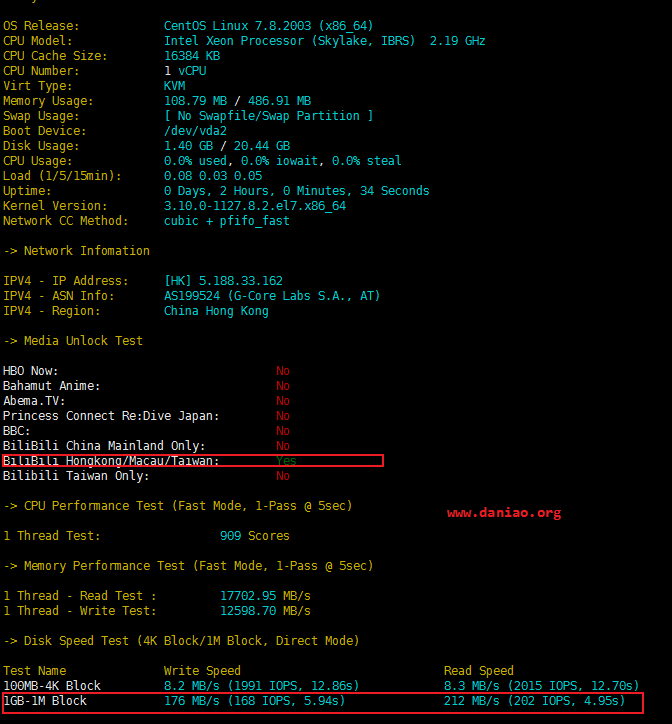 OS Release: CentOS Linux 7.8.2003 (x86_64)
CPU Model: Intel Xeon Processor (Skylake, IBRS) 2.19 GHz
CPU Cache Size: 16384 KB
CPU Number: 1 vCPU
Virt Type: KVM
Memory Usage: 108.79 MB / 486.91 MB
Swap Usage: [ No Swapfile/Swap Partition ]
Boot Device: /dev/vda2
Disk Usage: 1.40 GB / 20.44 GB
CPU Usage: 0.0% used, 0.0% iowait, 0.0% steal
Load (1/5/15min): 0.08 0.03 0.05
Uptime: 0 Days, 2 Hours, 0 Minutes, 34 Seconds
Kernel Version: 3.10.0-1127.8.2.el7.x86_64
Network CC Method: cubic + pfifo_fast
-> Network Infomation
IPV4 - IP Address: [HK] 5.188.33.162
IPV4 - ASN Info: AS199524 (G-Core Labs S.A., AT)
IPV4 - Region: China Hong Kong
-> Media Unlock Test
HBO Now: No
Bahamut Anime: No
Abema.TV: No
Princess Connect Re:Dive Japan: No
BBC: No
BiliBili China Mainland Only: No
BiliBili Hongkong/Macau/Taiwan: Yes
Bilibili Taiwan Only: No
-> CPU Performance Test (Fast Mode, 1-Pass @ 5sec)
www.daniao.org
1 Thread Test: 909 Scores
-> Memory Performance Test (Fast Mode, 1-Pass @ 5sec)
1 Thread - Read Test : 17702.95 MB/s
1 Thread - Write Test: 12598.70 MB/s
-> Disk Speed Test (4K Block/1M Block, Direct Mode)
Test Name Write Speed Read Speed
100MB-4K Block 8.2 MB/s (1991 IOPS, 12.86s) 8.3 MB/s (2015 IOPS, 12.70s)
1GB-1M Block 176 MB/s (168 IOPS, 5.94s) 212 MB/s (202 IOPS, 4.95s)